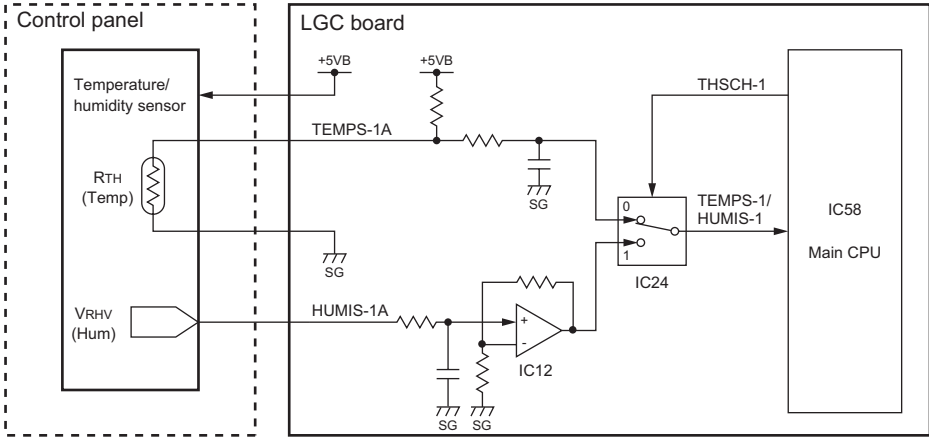 Control panel
LGC board
+5VB
+5VB
Temperature/
humidity sensor
THSCH-1
TEMPS-1A
RTH
(Temp)
SG
0
TEMPS-1/
HUMIS-1
IC58
Main CPU
1
SG
IC24
VRHV
(Hum)
HUMIS-1A
+
-
IC12
SG
SG